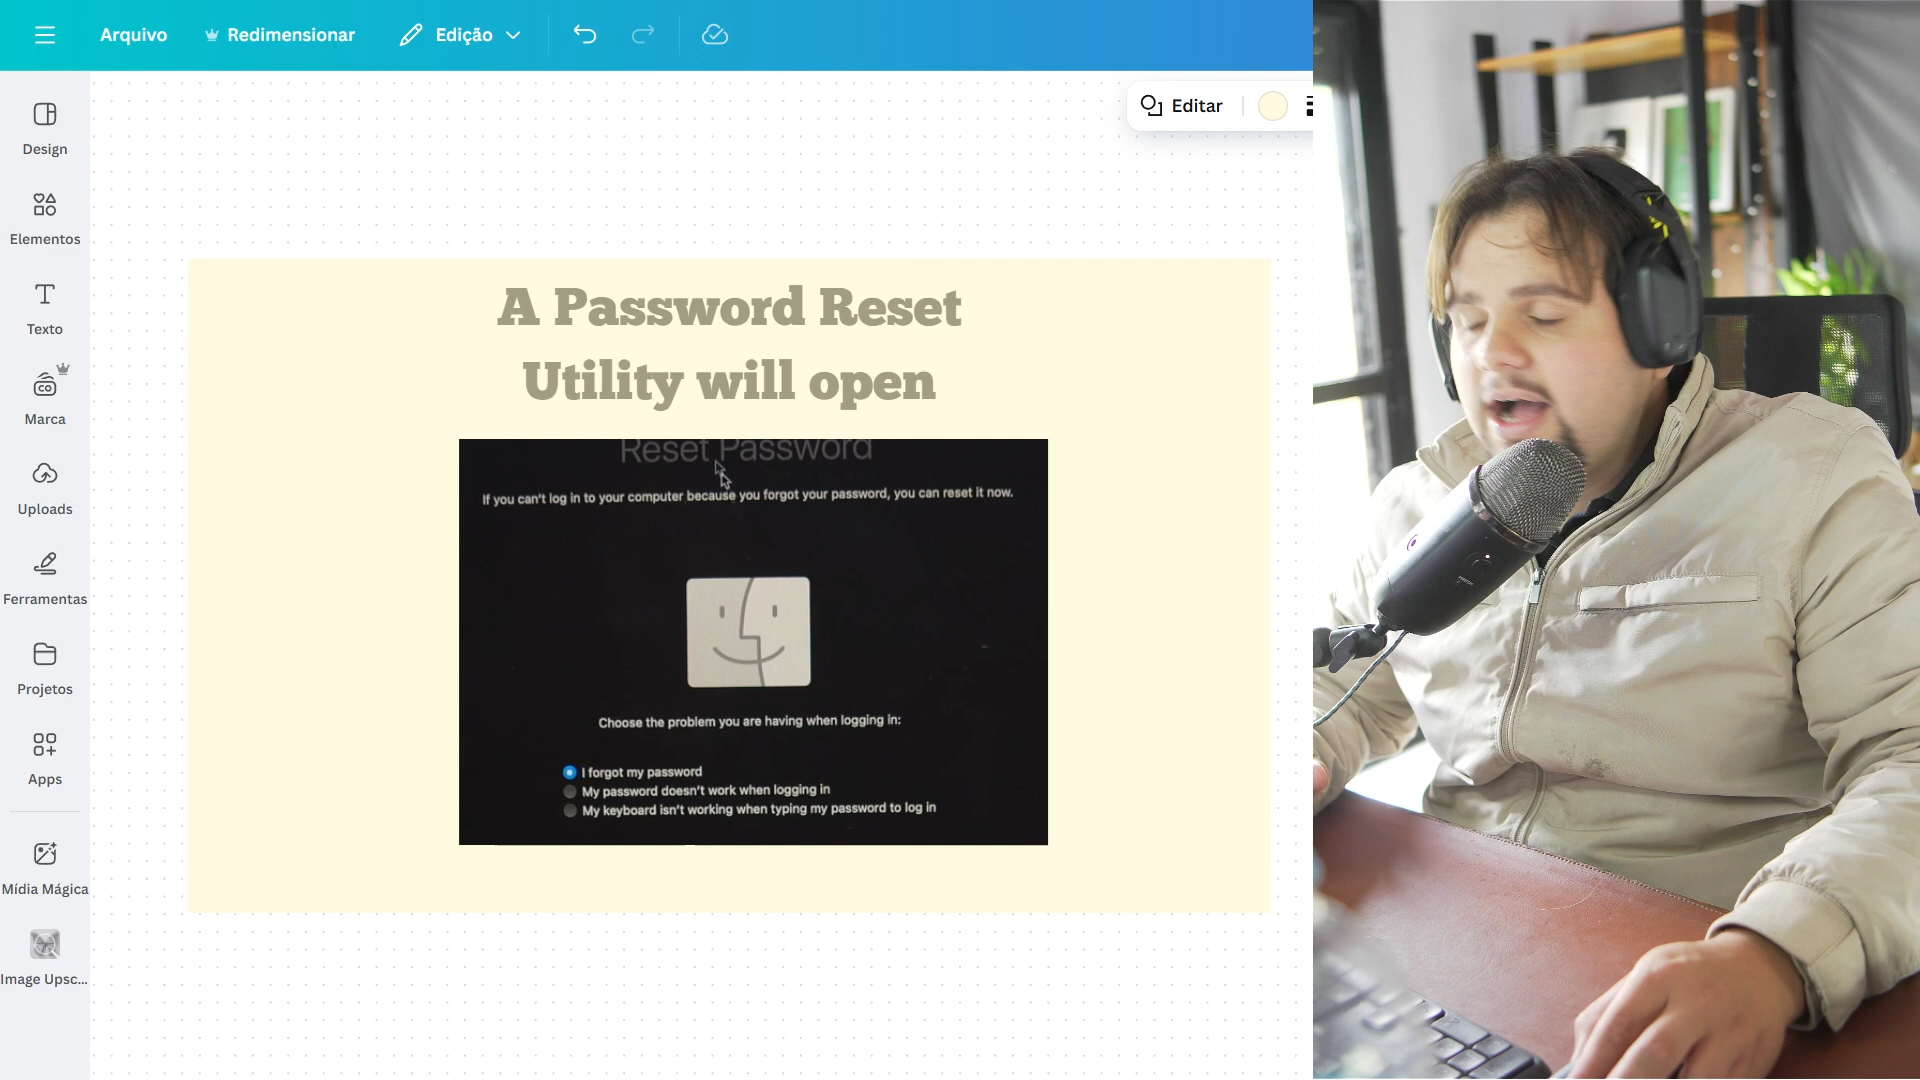 Arquivo
Redimensionar
Edição
Editar
Design
Elementos
Texto
CO
Marca
Uploads
Ferramentas
Projetos
Apps
Mídia Mágica
Image Upsc...
A Password Reset
Utility will open
Reset Password
If you can't log in to your computer because you forgot your password, you can reset it now.
Choose the problem you are having when logging in:
I forgot my password
My password doesn't work when logging in
My keyboard isn't working when typing my password to log in